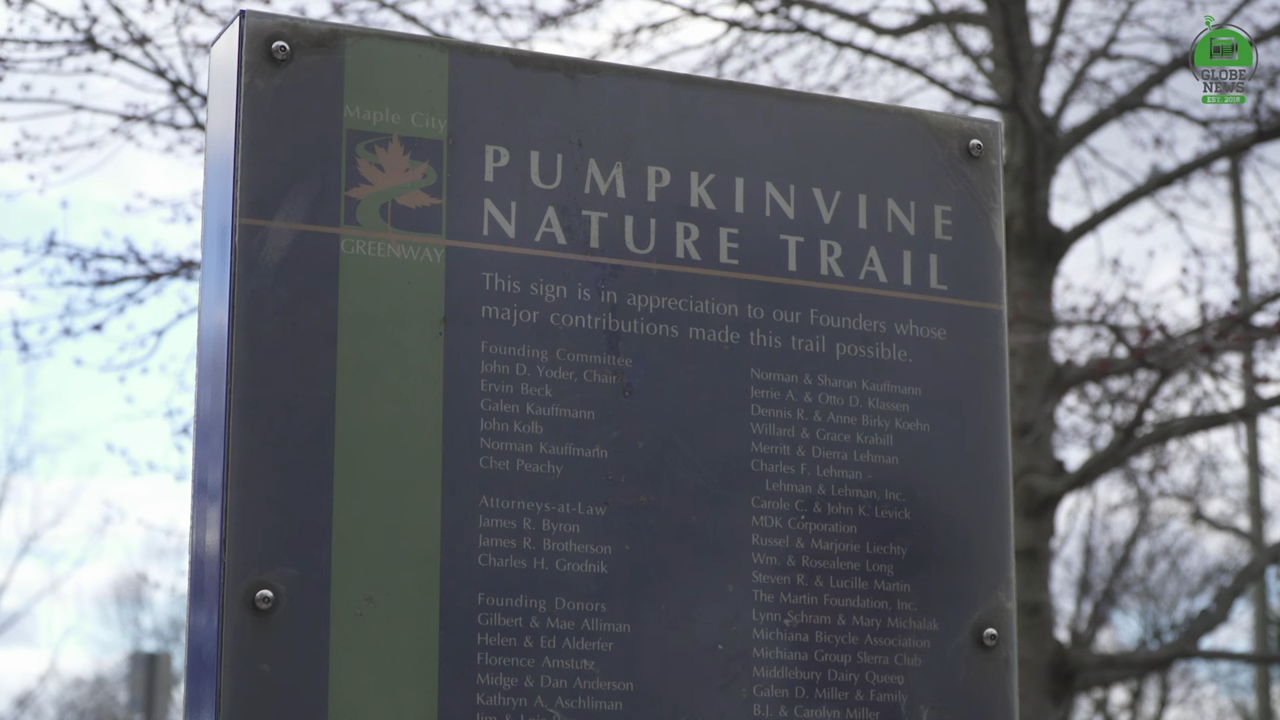 GLOBE
NEWS
EST. 2018
Maple City
GREENWAY
PUMPKINVINE
NATURE TRAIL
This sign is in appreciation to our Founders whose
major contributions made this trail possible.
Founding Committee
John D. Yoder, Chair
Ervin Beck
Galen Kauffmann
John Kolb
Norman Kauffmann
Chet Peachy
Attorneys-at-Law
James R. Byron
James R. Brotherson
Charles H. Grodnik
Founding Donors
Gilbert & Mae Alliman
Helen & Ed Alderfer
Florence Amstutz
Midge & Dan Anderson
Kathryn A. Aschliman
Jim & Lois
Norman & Sharon Kauffmann
Jerrie A. & Otto D. Klassen
Dennis R. & Anne Birky Koehn
Willard & Grace Krabill
Merritt & Dierra Lehman
Charles F. Lehman -
Lehman & Lehman, Inc.
Carole C. & John K. Levick
MDK Corporation
Russel & Marjorie Liechty
Wm. & Rosealene Long
Steven R. & Lucille Martin
The Martin Foundation, Inc.
Lynn Schram & Mary Michalak
Michiana Bicycle Association
Michiana Group Sierra Club
Middlebury Dairy Queen
Galen D. Miller & Family
B.J. & Carolyn Miller